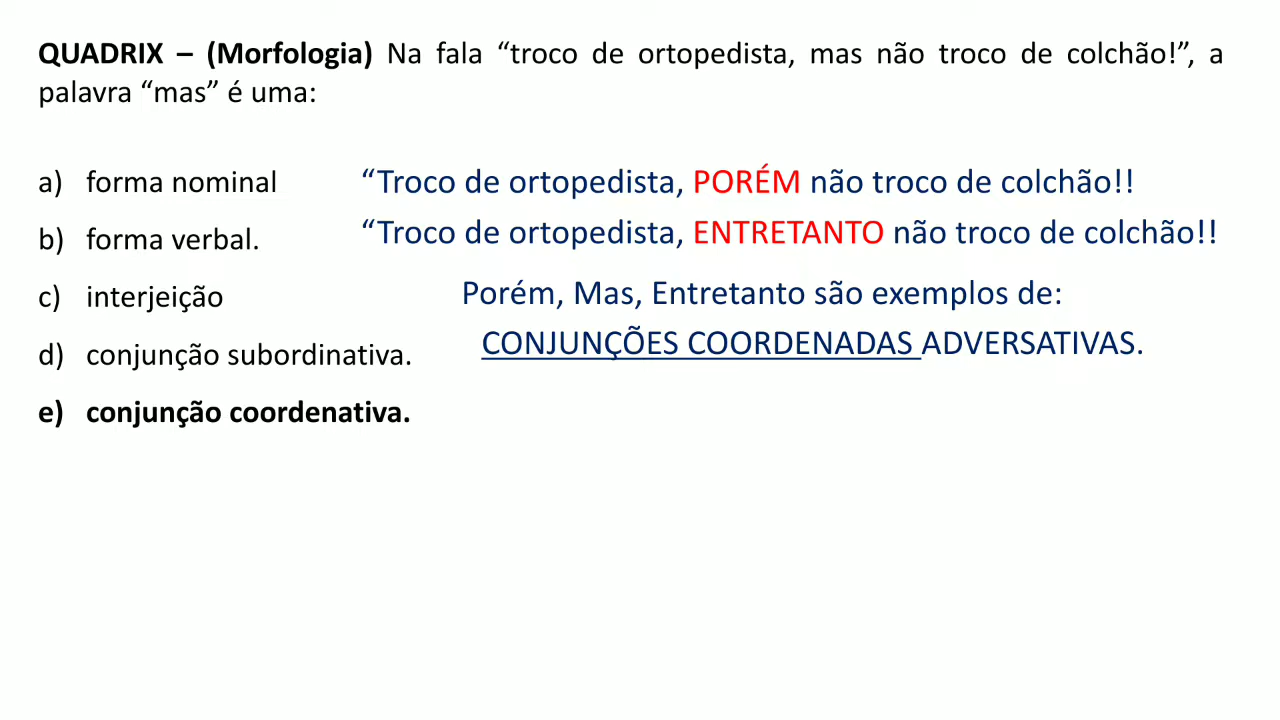 QUADRIX – (Morfologia) Na fala “troco de ortopedista, mas não troco de colchão!”, a
palavra “mas” é uma:
a) forma nominal
b) forma verbal.
c) interjeição
d) conjunção subordinativa.
e) conjunção coordenativa.
“Troco de ortopedista, PORÉM não troco de colchão!!
“Troco de ortopedista, ENTRETANTO não troco de colchão!!
Porém, Mas, Entretanto são exemplos de:
CONJUNÇÕES COORDENADAS ADVERSATIVAS.